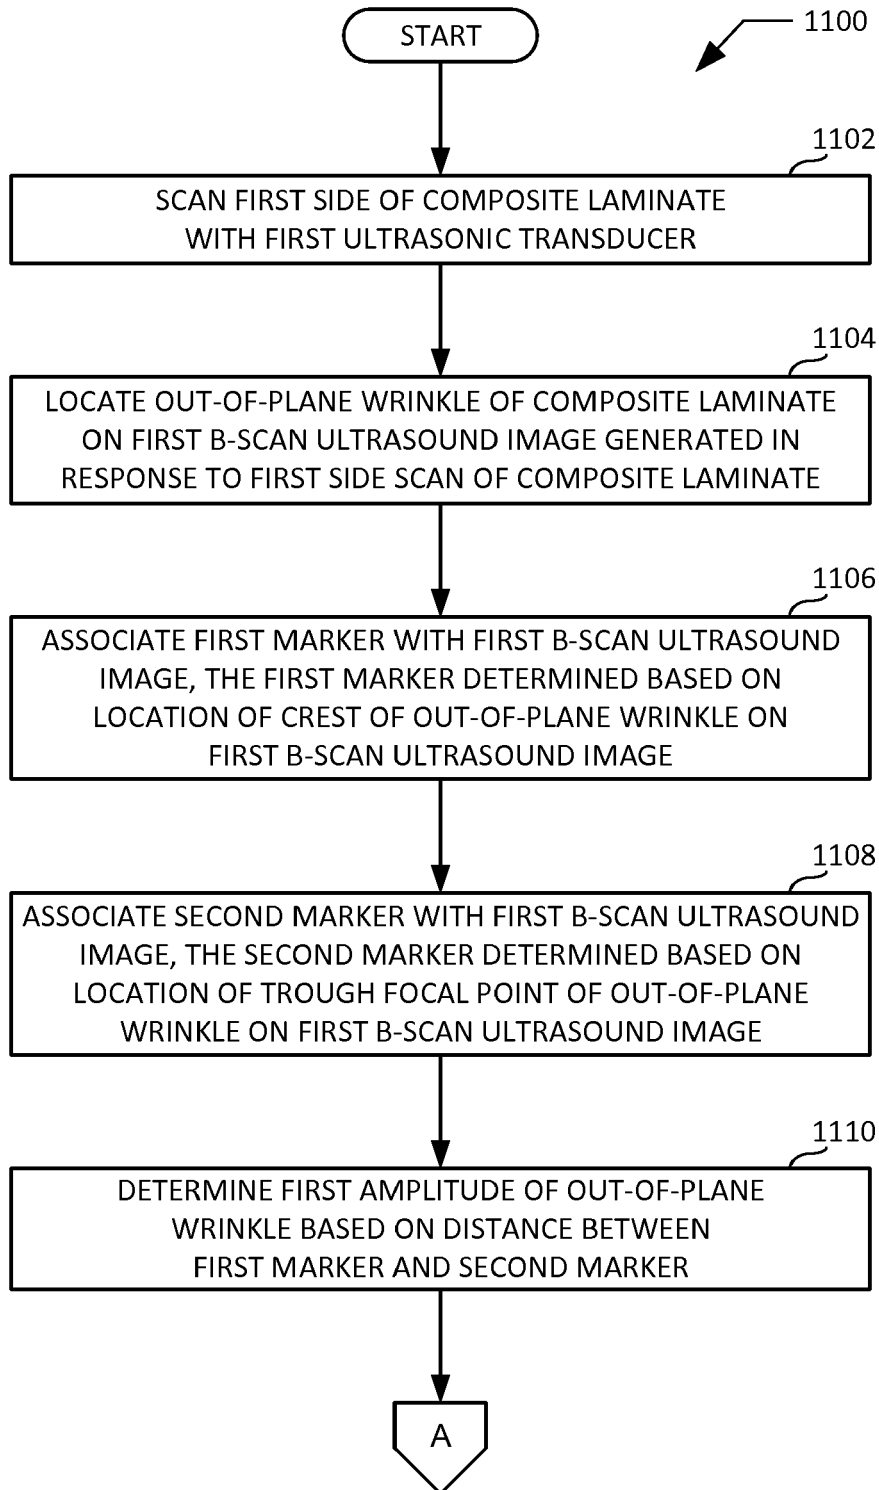 START
1100
1102
SCAN FIRST SIDE OF COMPOSITE LAMINATE
WITH FIRST ULTRASONIC TRANSDUCER
1104
LOCATE OUT-OF-PLANE WRINKLE OF COMPOSITE LAMINATE
ON FIRST B-SCAN ULTRASOUND IMAGE GENERATED IN
RESPONSE TO FIRST SIDE SCAN OF COMPOSITE LAMINATE
1106
ASSOCIATE FIRST MARKER WITH FIRST B-SCAN ULTRASOUND
IMAGE, THE FIRST MARKER DETERMINED BASED ON
LOCATION OF CREST OF OUT-OF-PLANE WRINKLE ON
FIRST B-SCAN ULTRASOUND IMAGE
1108
ASSOCIATE SECOND MARKER WITH FIRST B-SCAN ULTRASOUND
IMAGE, THE SECOND MARKER DETERMINED BASED ON
LOCATION OF TROUGH FOCAL POINT OF OUT-OF-PLANE
WRINKLE ON FIRST B-SCAN ULTRASOUND IMAGE
1110
DETERMINE FIRST AMPLITUDE OF OUT-OF-PLANE
WRINKLE BASED ON DISTANCE BETWEEN
FIRST MARKER AND SECOND MARKER
A